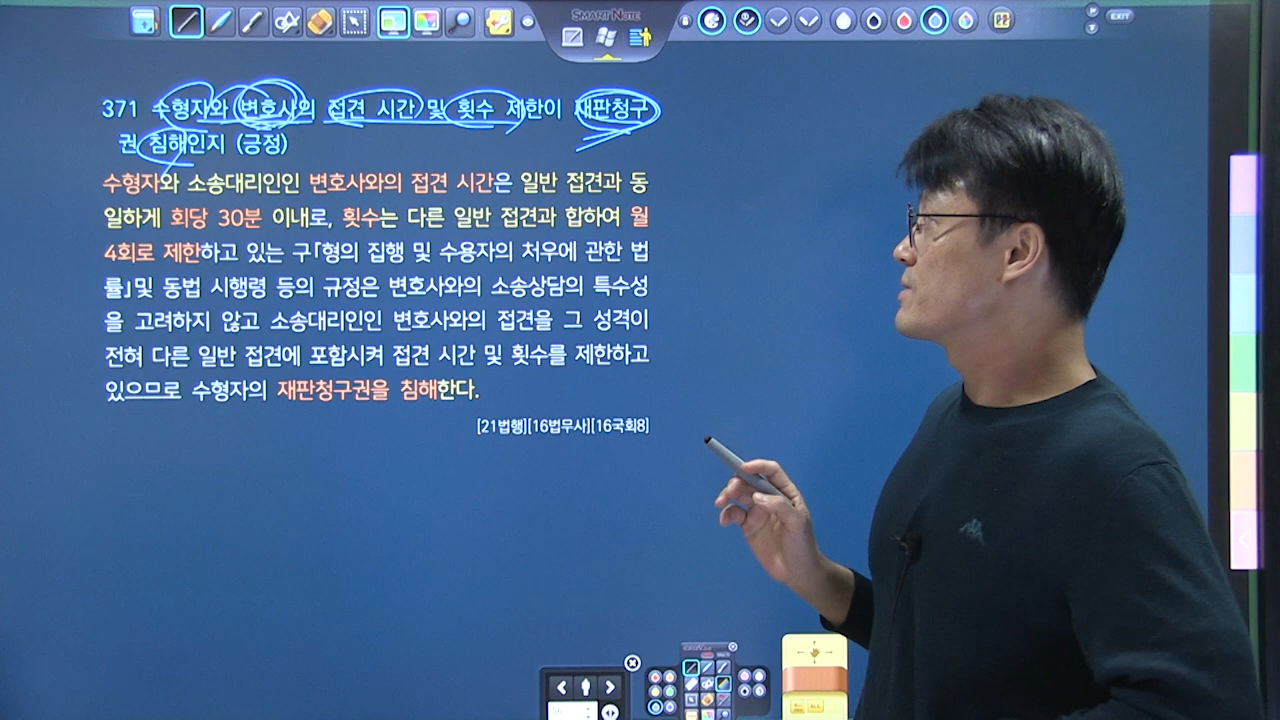 SMARTNOTE
EXIT
371 수형자와 변호사의 접견 시간 및 횟수 제한이 재판청구
권 침해인지 (긍정)
수형자와 소송대리인인 변호사와의 접견 시간은 일반 접견과 동
일하게 회당 30분 이내로, 횟수는 다른 일반 접견과 합하여 월
4회로 제한하고 있는 구「형의 집행 및 수용자의 처우에 관한 법
률」및 동법 시행령 등의 규정은 변호사와의 소송상담의 특수성
을 고려하지 않고 소송대리인인 변호사와의 접견을 그 성격이
전혀 다른 일반 접견에 포함시켜 접견 시간 및 횟수를 제한하고
있으므로 수형자의 재판청구권을 침해한다.
[21법행][16법무사][16국회8]